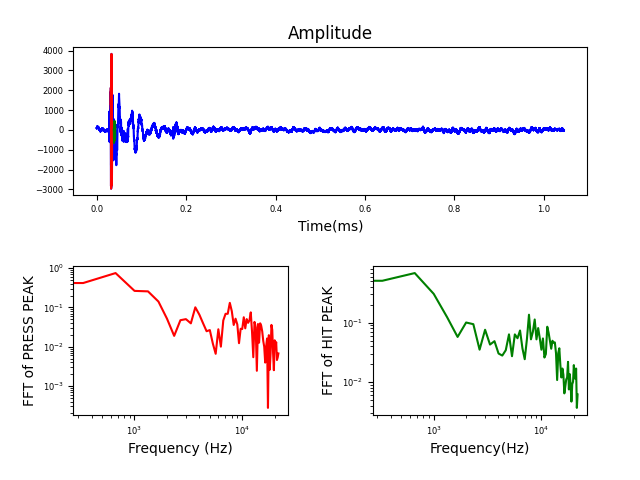 Amplitude
4000
3000
2000
1000
0
−1000
−2000
−3000
0.0 0.2 0.4 0.6 0.8 1.0
Time(ms)
FFT of PRESS PEAK
10⁰
10⁻¹
10⁻²
10⁻³
10³ 10⁴
Frequency (Hz)
FFT of HIT PEAK
10⁻¹
10⁻²
10³ 10⁴
Frequency(Hz)